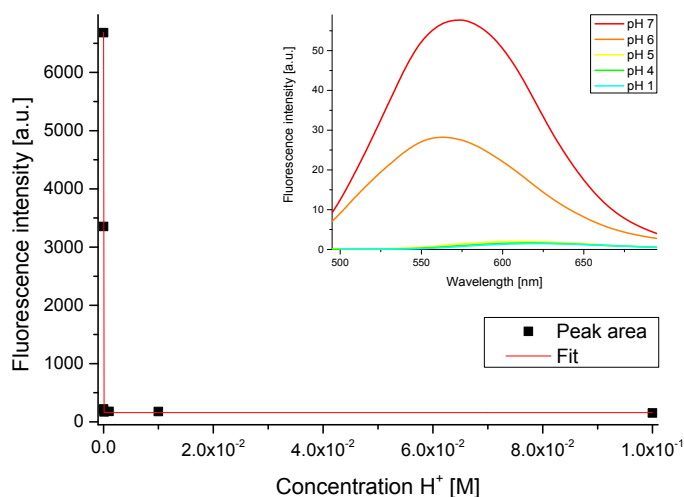 Fluorescence intensity [a.u.]
6000
5000
4000
3000
2000
1000
0
0.0
2.0x10⁻²
4.0x10⁻²
6.0x10⁻²
8.0x10⁻²
1.0x10⁻¹
Concentration H⁺ [M]
Fluorescence intensity [a.u.]
50
40
30
20
10
0
500
550
600
650
Wavelength [nm]
pH 7
pH 6
pH 5
pH 4
pH 1
Peak area
Fit